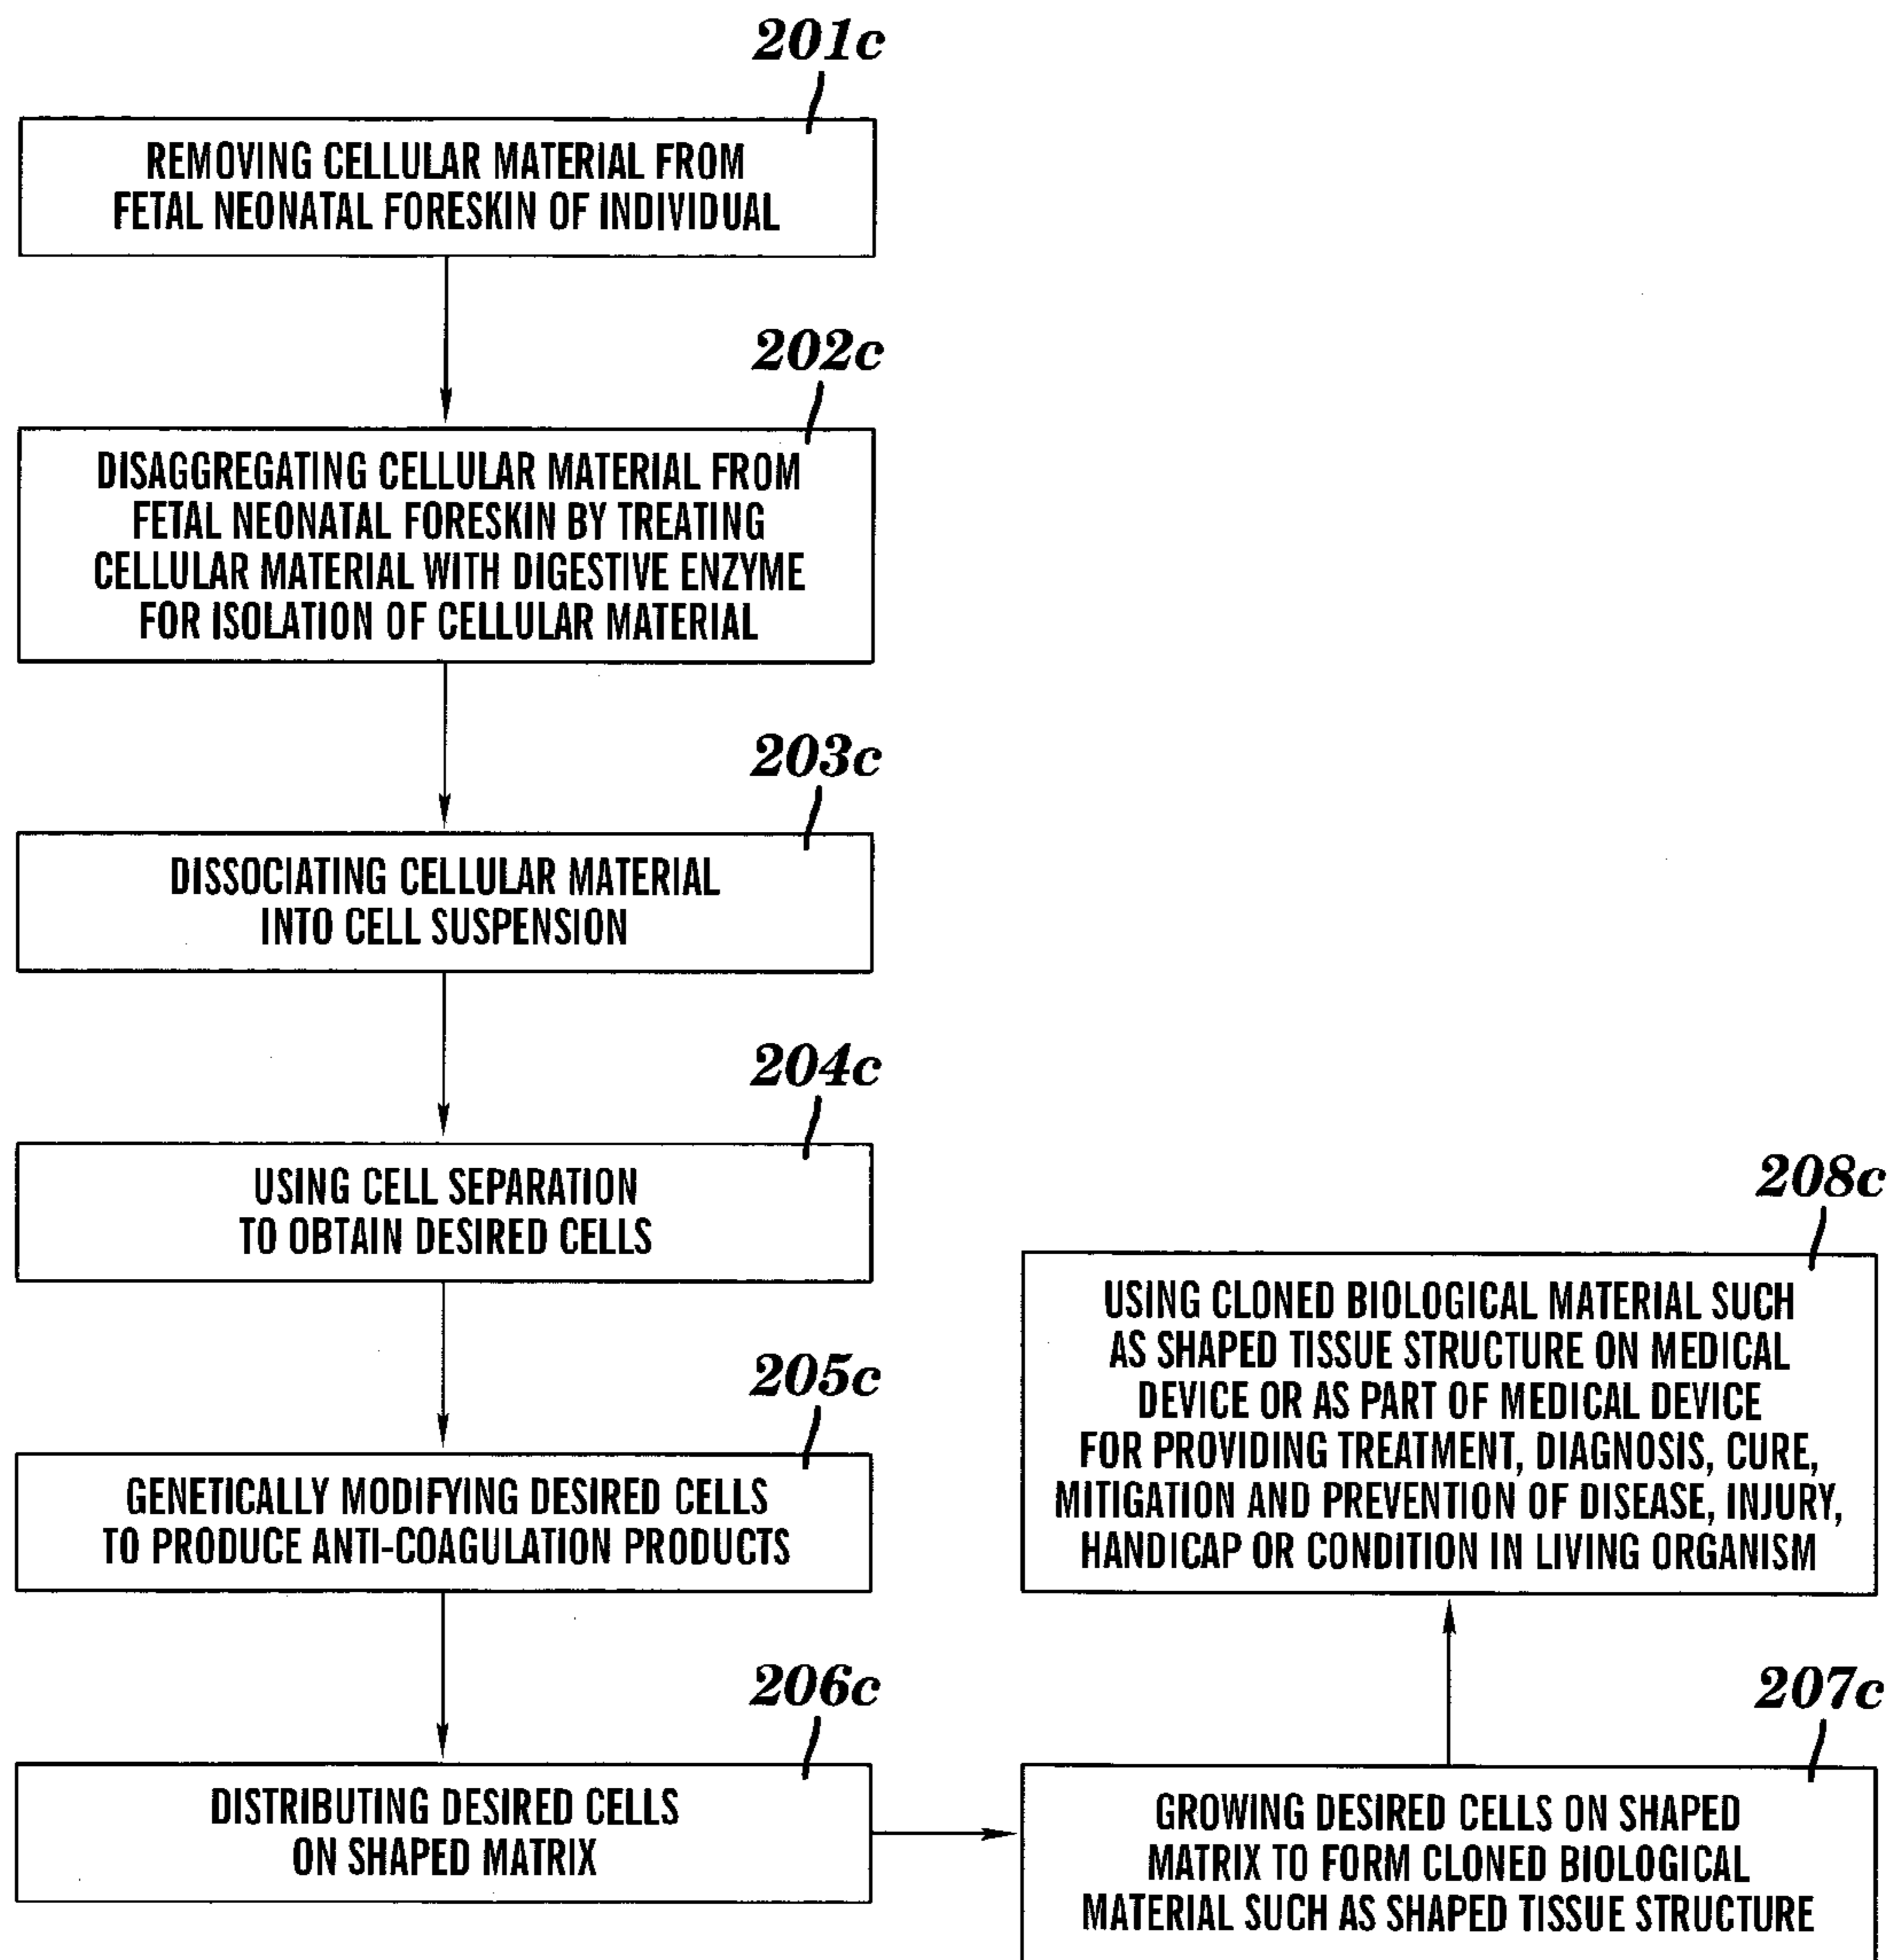 201c
REMOVING CELLULAR MATERIAL FROM
FETAL NEONATAL FORESKIN OF INDIVIDUAL
202c
DISAGGREGATING CELLULAR MATERIAL FROM
FETAL NEONATAL FORESKIN BY TREATING
CELLULAR MATERIAL WITH DIGESTIVE ENZYME
FOR ISOLATION OF CELLULAR MATERIAL
203c
DISSOCIATING CELLULAR MATERIAL
INTO CELL SUSPENSION
204c
USING CELL SEPARATION
TO OBTAIN DESIRED CELLS
205c
GENETICALLY MODIFYING DESIRED CELLS
TO PRODUCE ANTI-COAGULATION PRODUCTS
206c
DISTRIBUTING DESIRED CELLS
ON SHAPED MATRIX
207c
GROWING DESIRED CELLS ON SHAPED
MATRIX TO FORM CLONED BIOLOGICAL
MATERIAL SUCH AS SHAPED TISSUE STRUCTURE
208c
USING CLONED BIOLOGICAL MATERIAL SUCH
AS SHAPED TISSUE STRUCTURE ON MEDICAL
DEVICE OR AS PART OF MEDICAL DEVICE
FOR PROVIDING TREATMENT, DIAGNOSIS, CURE,
MITIGATION AND PREVENTION OF DISEASE, INJURY,
HANDICAP OR CONDITION IN LIVING ORGANISM